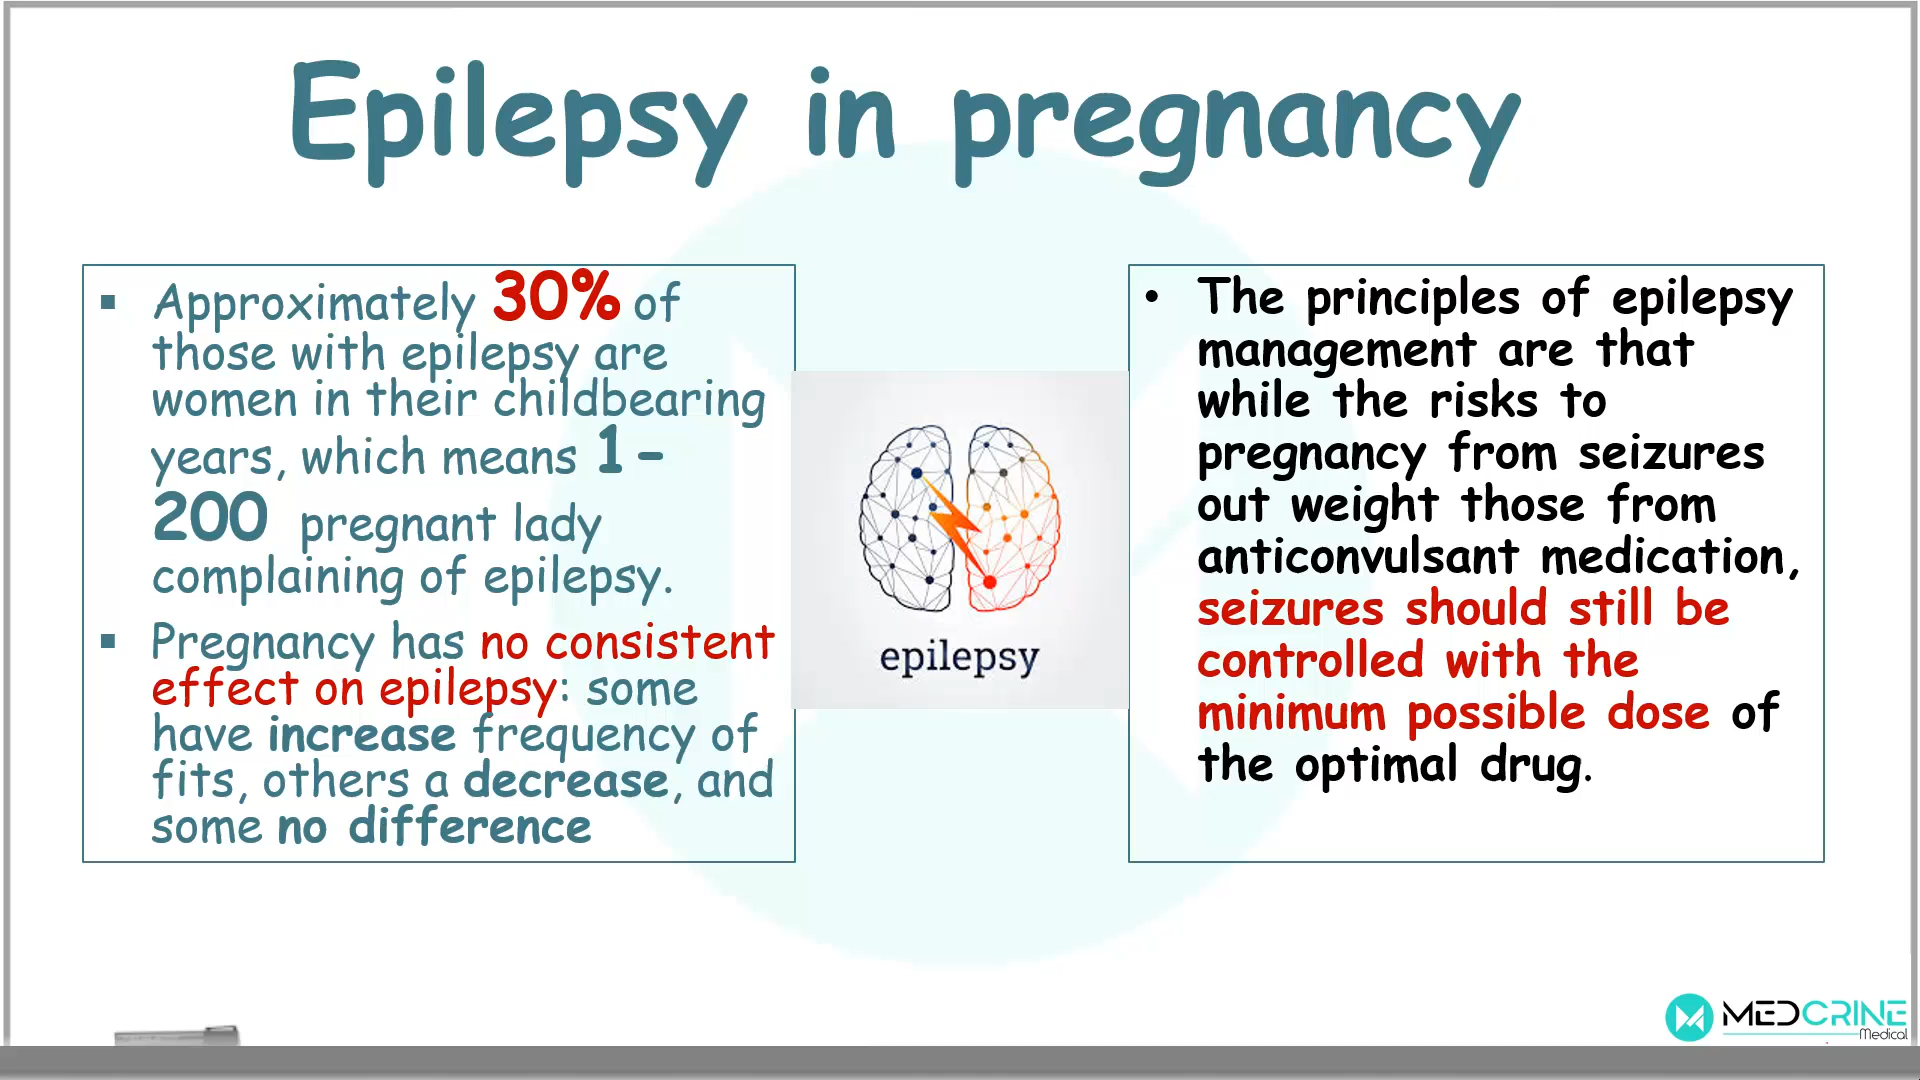 Epilepsy in pregnancy
▪ Approximately 30% of
those with epilepsy are
women in their childbearing
years, which means 1-
200 pregnant lady
complaining of epilepsy.
▪ Pregnancy has no consistent
effect on epilepsy: some
have increase frequency of
fits, others a decrease, and
some no difference
epilepsy
• The principles of epilepsy
management are that
while the risks to
pregnancy from seizures
out weight those from
anticonvulsant medication,
seizures should still be
controlled with the
minimum possible dose of
the optimal drug.
MEDCRINE
Medical